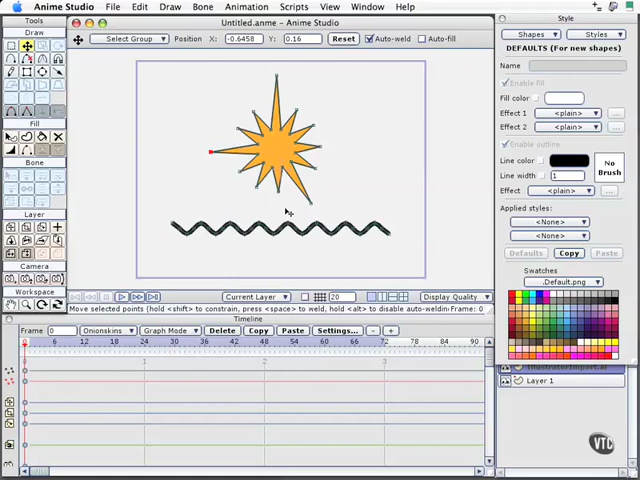 Anime Studio File Edit Draw Bone Animation Scripts View Window Help
Tools
Untitled.anme - Anime Studio
Style
Draw
Select Group Position X: -0.6458 Y: 0.16 Reset Auto-weld Auto-fill
Shapes Styles
DEFAULTS (For new shapes)
Name
Enable fill
Fill color
Effect 1 <plain> ...
Effect 2 <plain> ...
Fill
Enable outline
Line color
No Brush
Line width 1
Bone
Effect <plain> ...
Applied styles
Layer
<None>
<None>
Defaults Copy Paste
Camera
Swatches
.Default.png
Workspace
Current Layer 20 Display Quality
Move selected points (hold <shift> to constrain, press <space> to weld, hold <alt> to disable auto-weldin Frame: 0
Timeline
Frame 0 Onionskins Graph Mode Delete Copy Paste Settings... - +
0 6 12 18 24 30 36 42 48 54 60 66 72 78 84 90
1 2 3
IllustratorImport.ai
Layer 1
VTC